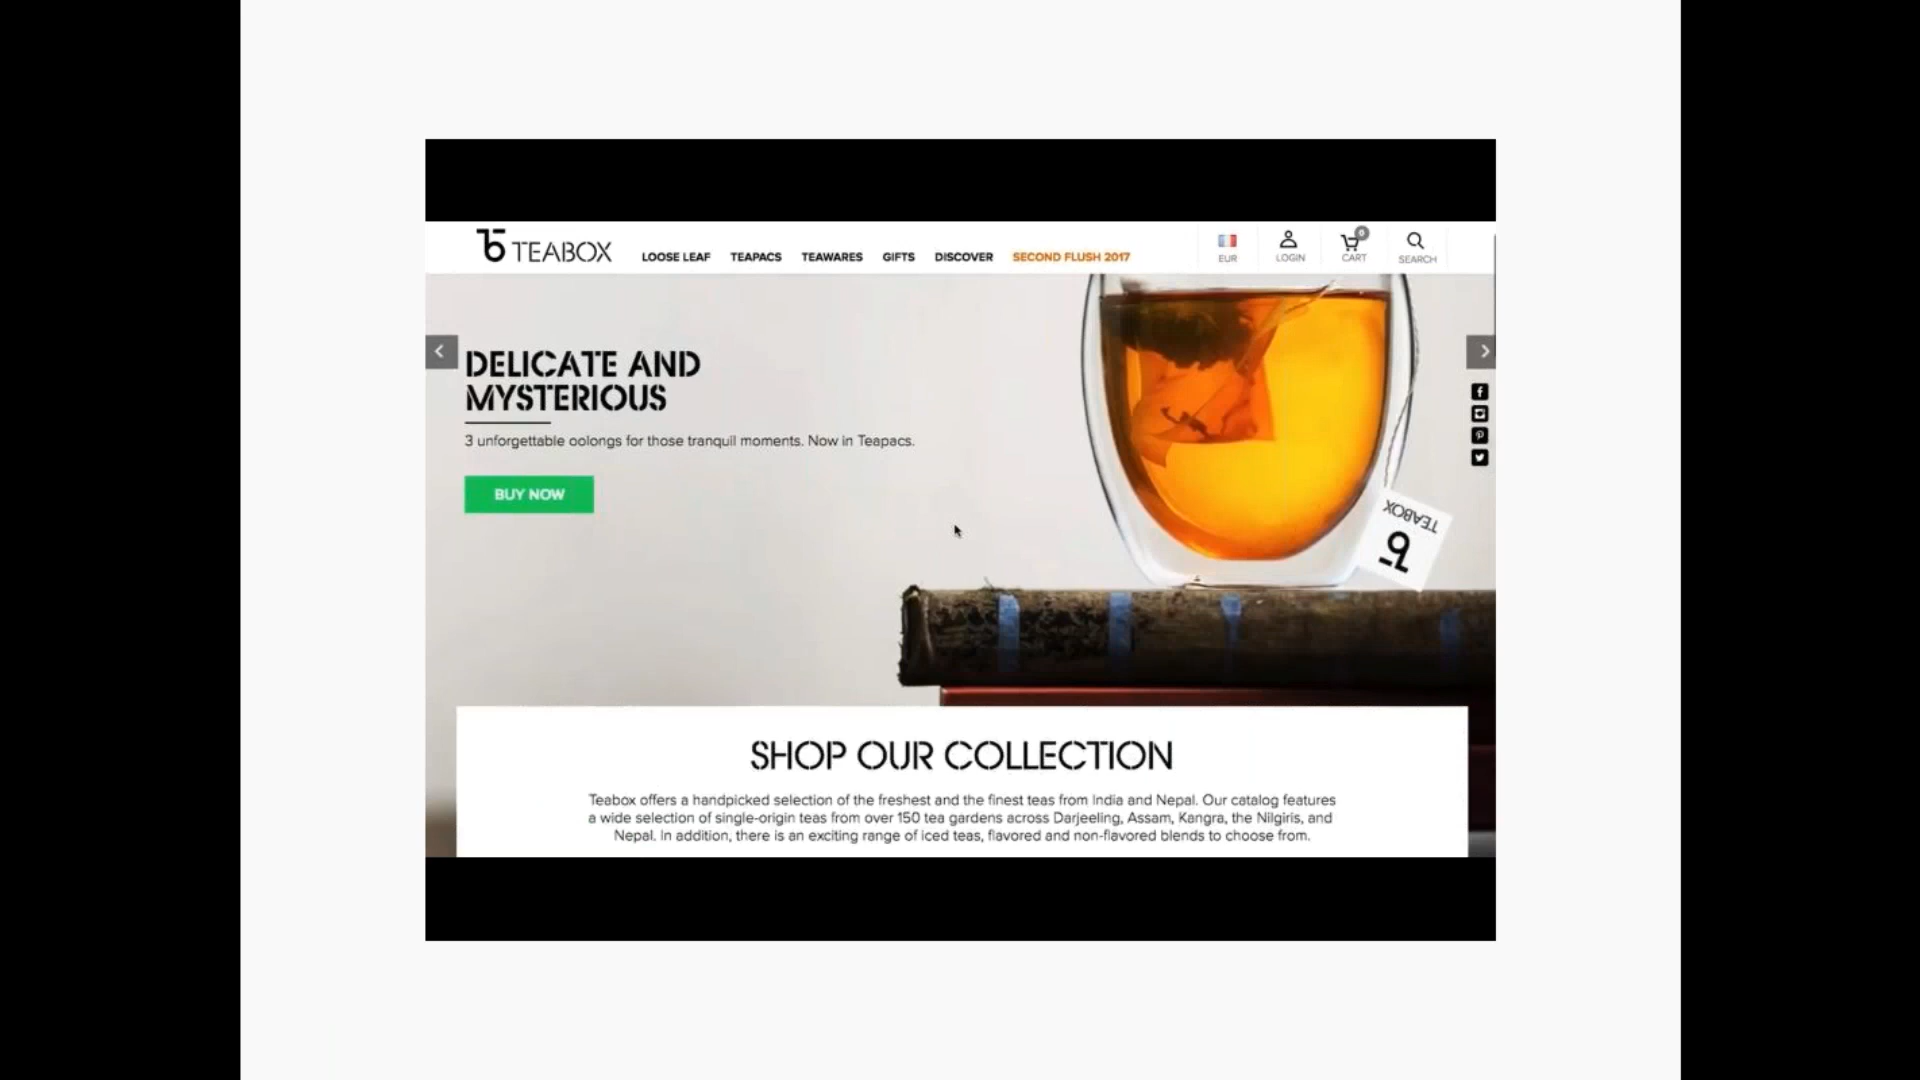 TEABOX
LOOSE LEAF TEAPACS TEAWARES GIFTS DISCOVER SECOND FLUSH 2017
EUR LOGIN 0 CART SEARCH
DELICATE AND
MYSTERIOUS
3 unforgettable oolongs for those tranquil moments. Now in Teapacs.
BUY NOW
TEABOX
SHOP OUR COLLECTION
Teabox offers a handpicked selection of the freshest and the finest teas from India and Nepal. Our catalog features
a wide selection of single-origin teas from over 150 tea gardens across Darjeeling, Assam, Kangra, the Nilgiris, and
Nepal. In addition, there is an exciting range of iced teas, flavored and non-flavored blends to choose from.